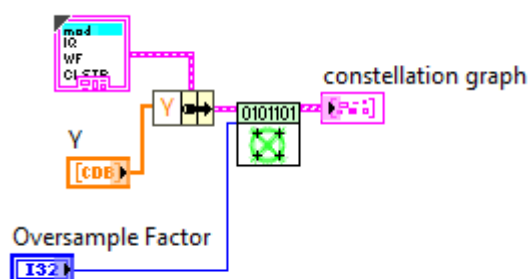 mod
IQ
WF
CLSTR
constellation graph
Y
0101101
Y
[CDB]
Oversample Factor
I32